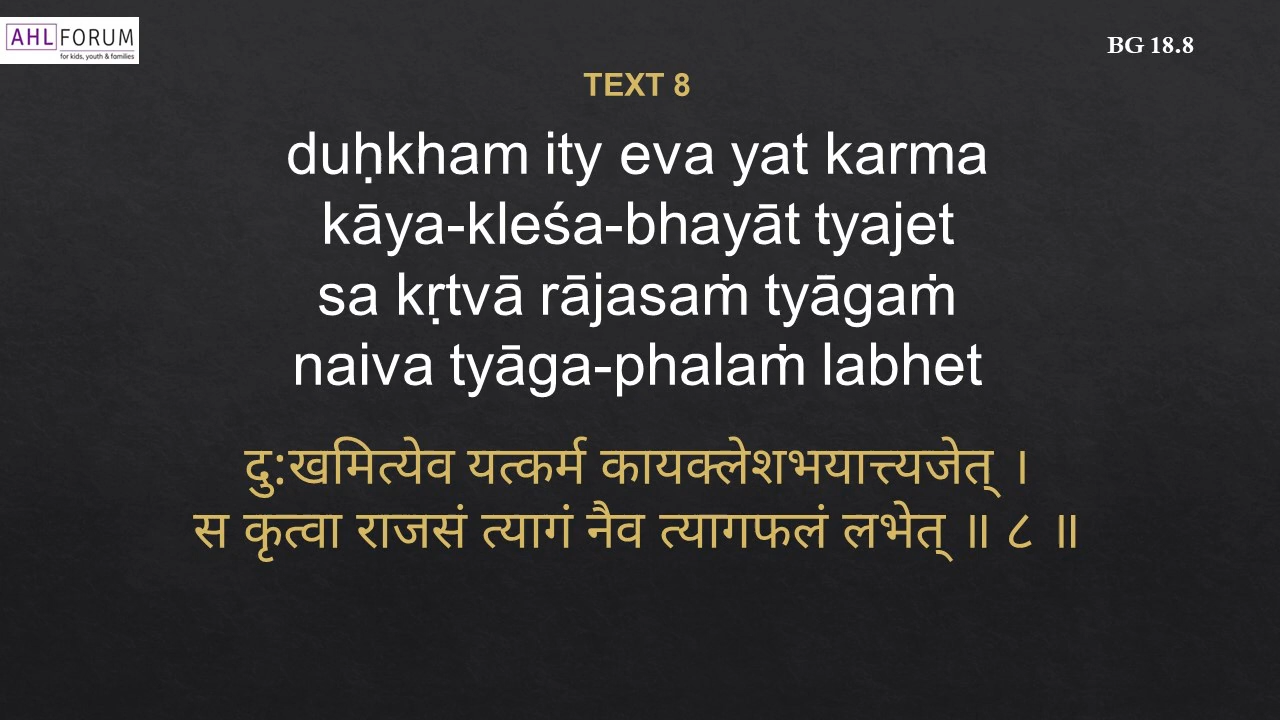 AHL FORUM
for kids, youth & families
BG 18.8
TEXT 8
duḥkham ity eva yat karma
kāya-kleśa-bhayāt tyajet
sa kṛtvā rājasaṁ tyāgaṁ
naiva tyāga-phalaṁ labhet
दु:खमित्येव यत्कर्म कायक्लेशभयात्त्यजेत् ।
स कृत्वा राजसं त्यागं नैव त्यागफलं लभेत् ॥ ८ ॥